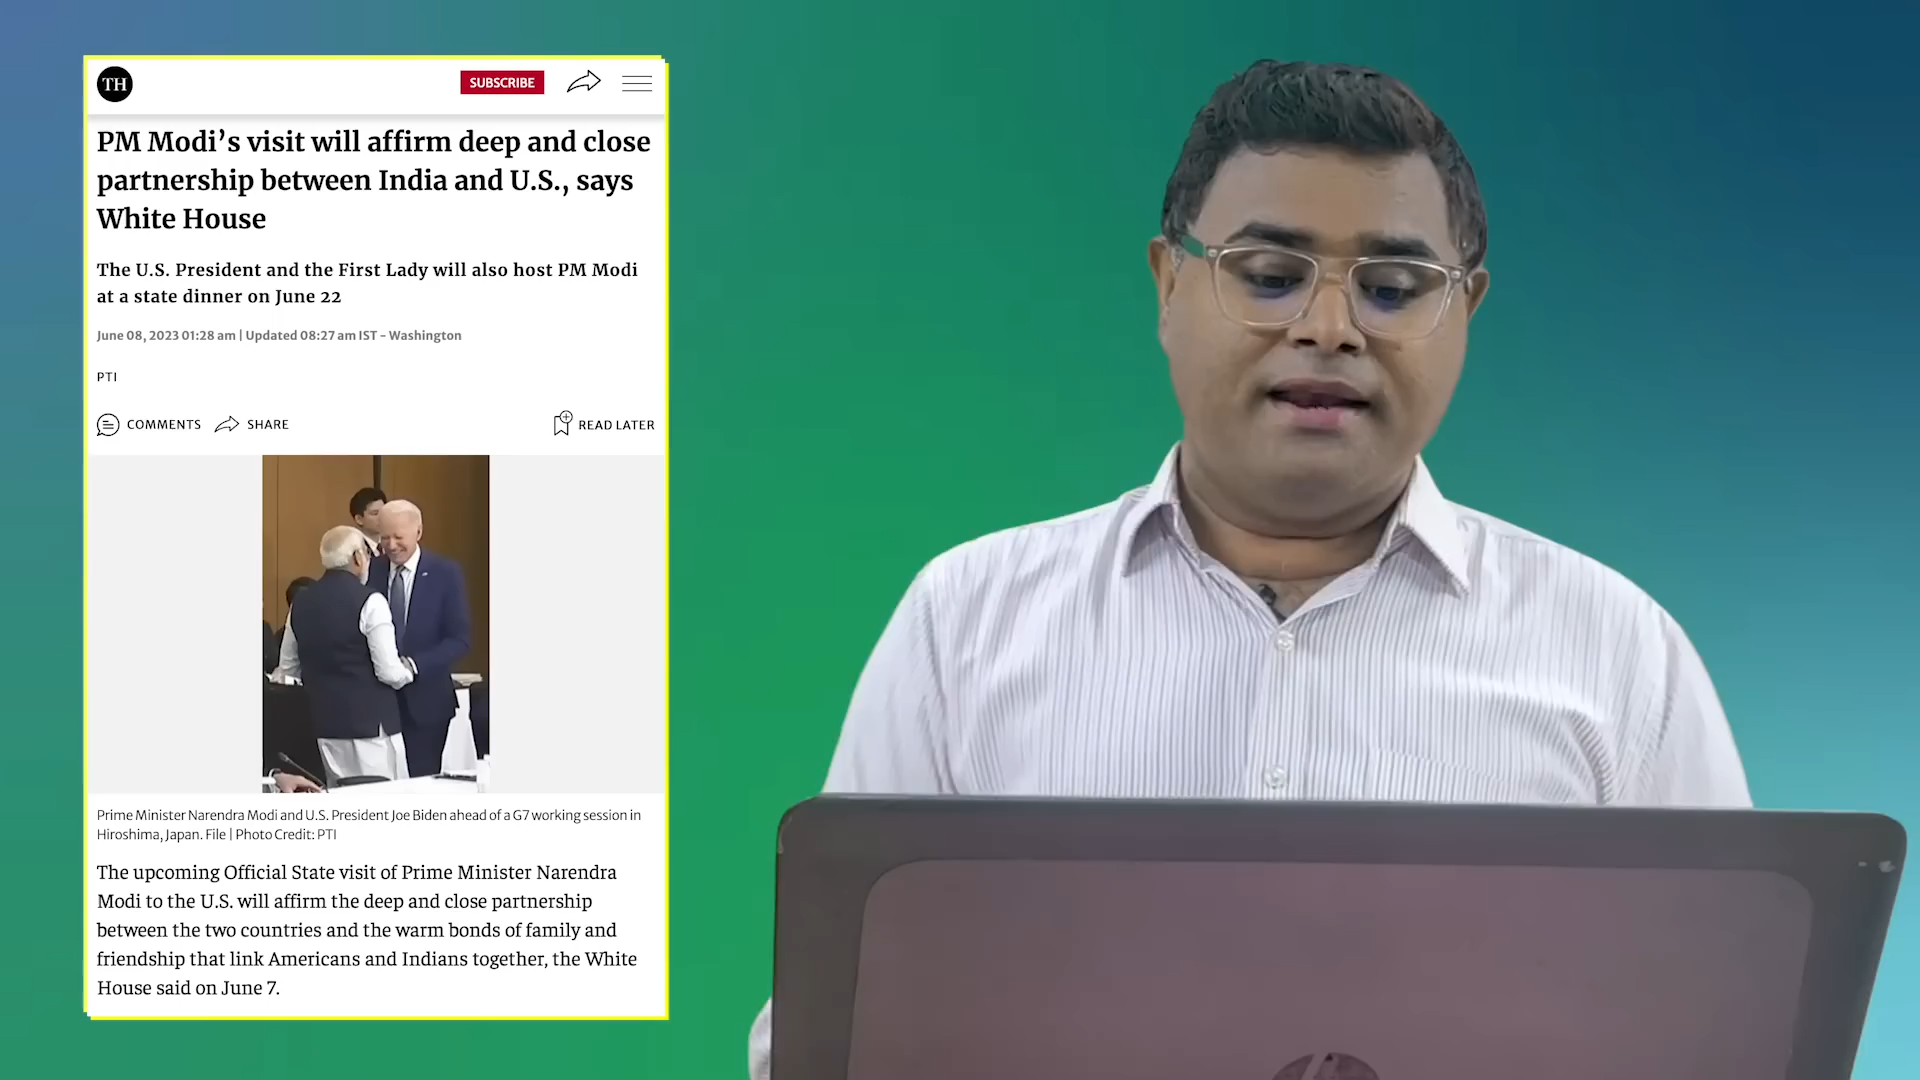 TH
SUBSCRIBE
PM Modi’s visit will affirm deep and close
partnership between India and U.S., says
White House
The U.S. President and the First Lady will also host PM Modi
at a state dinner on June 22
June 08, 2023 01:28 am | Updated 08:27 am IST - Washington
PTI
COMMENTS SHARE READ LATER
Prime Minister Narendra Modi and U.S. President Joe Biden ahead of a G7 working session in
Hiroshima, Japan. File | Photo Credit: PTI
The upcoming Official State visit of Prime Minister Narendra
Modi to the U.S. will affirm the deep and close partnership
between the two countries and the warm bonds of family and
friendship that link Americans and Indians together, the White
House said on June 7.